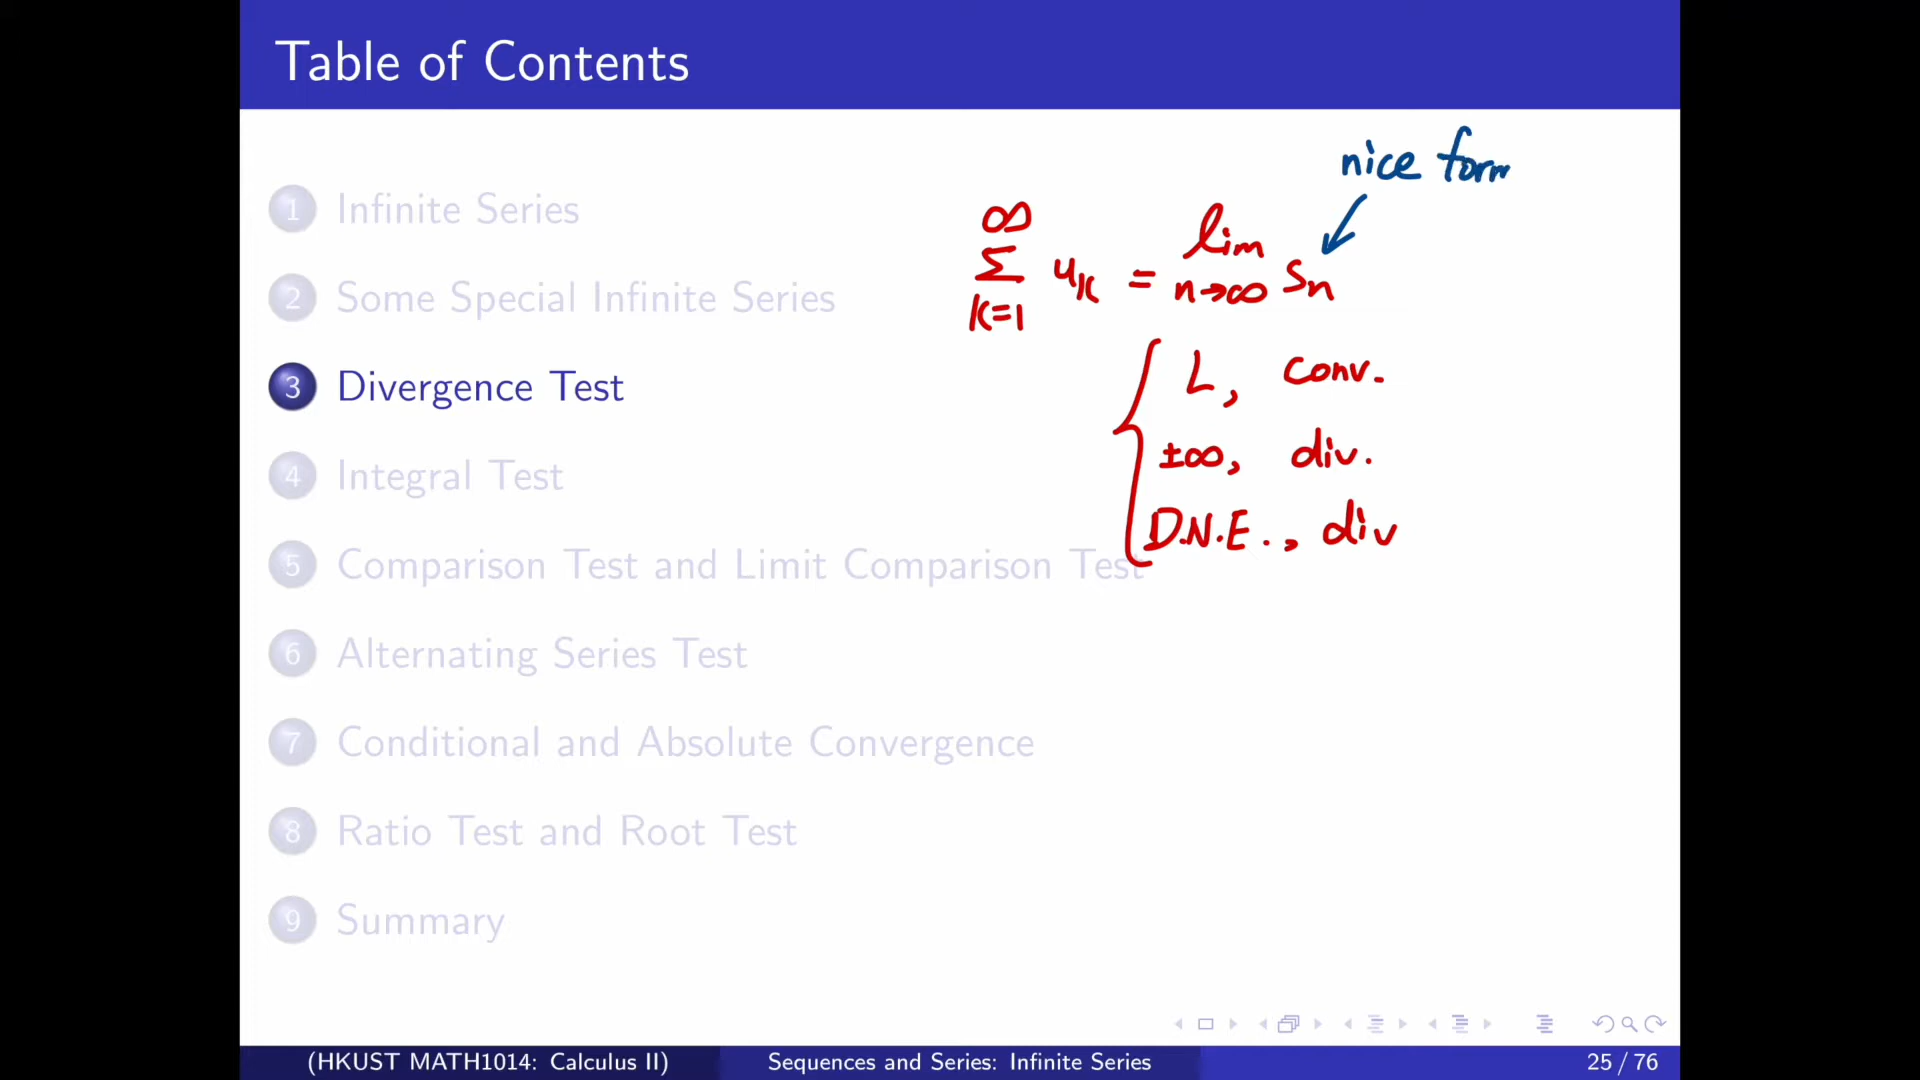 Table of Contents
1 Infinite Series
2 Some Special Infinite Series
3 Divergence Test
4 Integral Test
5 Comparison Test and Limit Comparison Test
6 Alternating Series Test
7 Conditional and Absolute Convergence
8 Ratio Test and Root Test
9 Summary
nice form
∞
Σ u_k = lim S_n
k=1 n→∞
L, conv.
±∞, div.
D.N.E., div
(HKUST MATH1014: Calculus II) Sequences and Series: Infinite Series 25 / 76